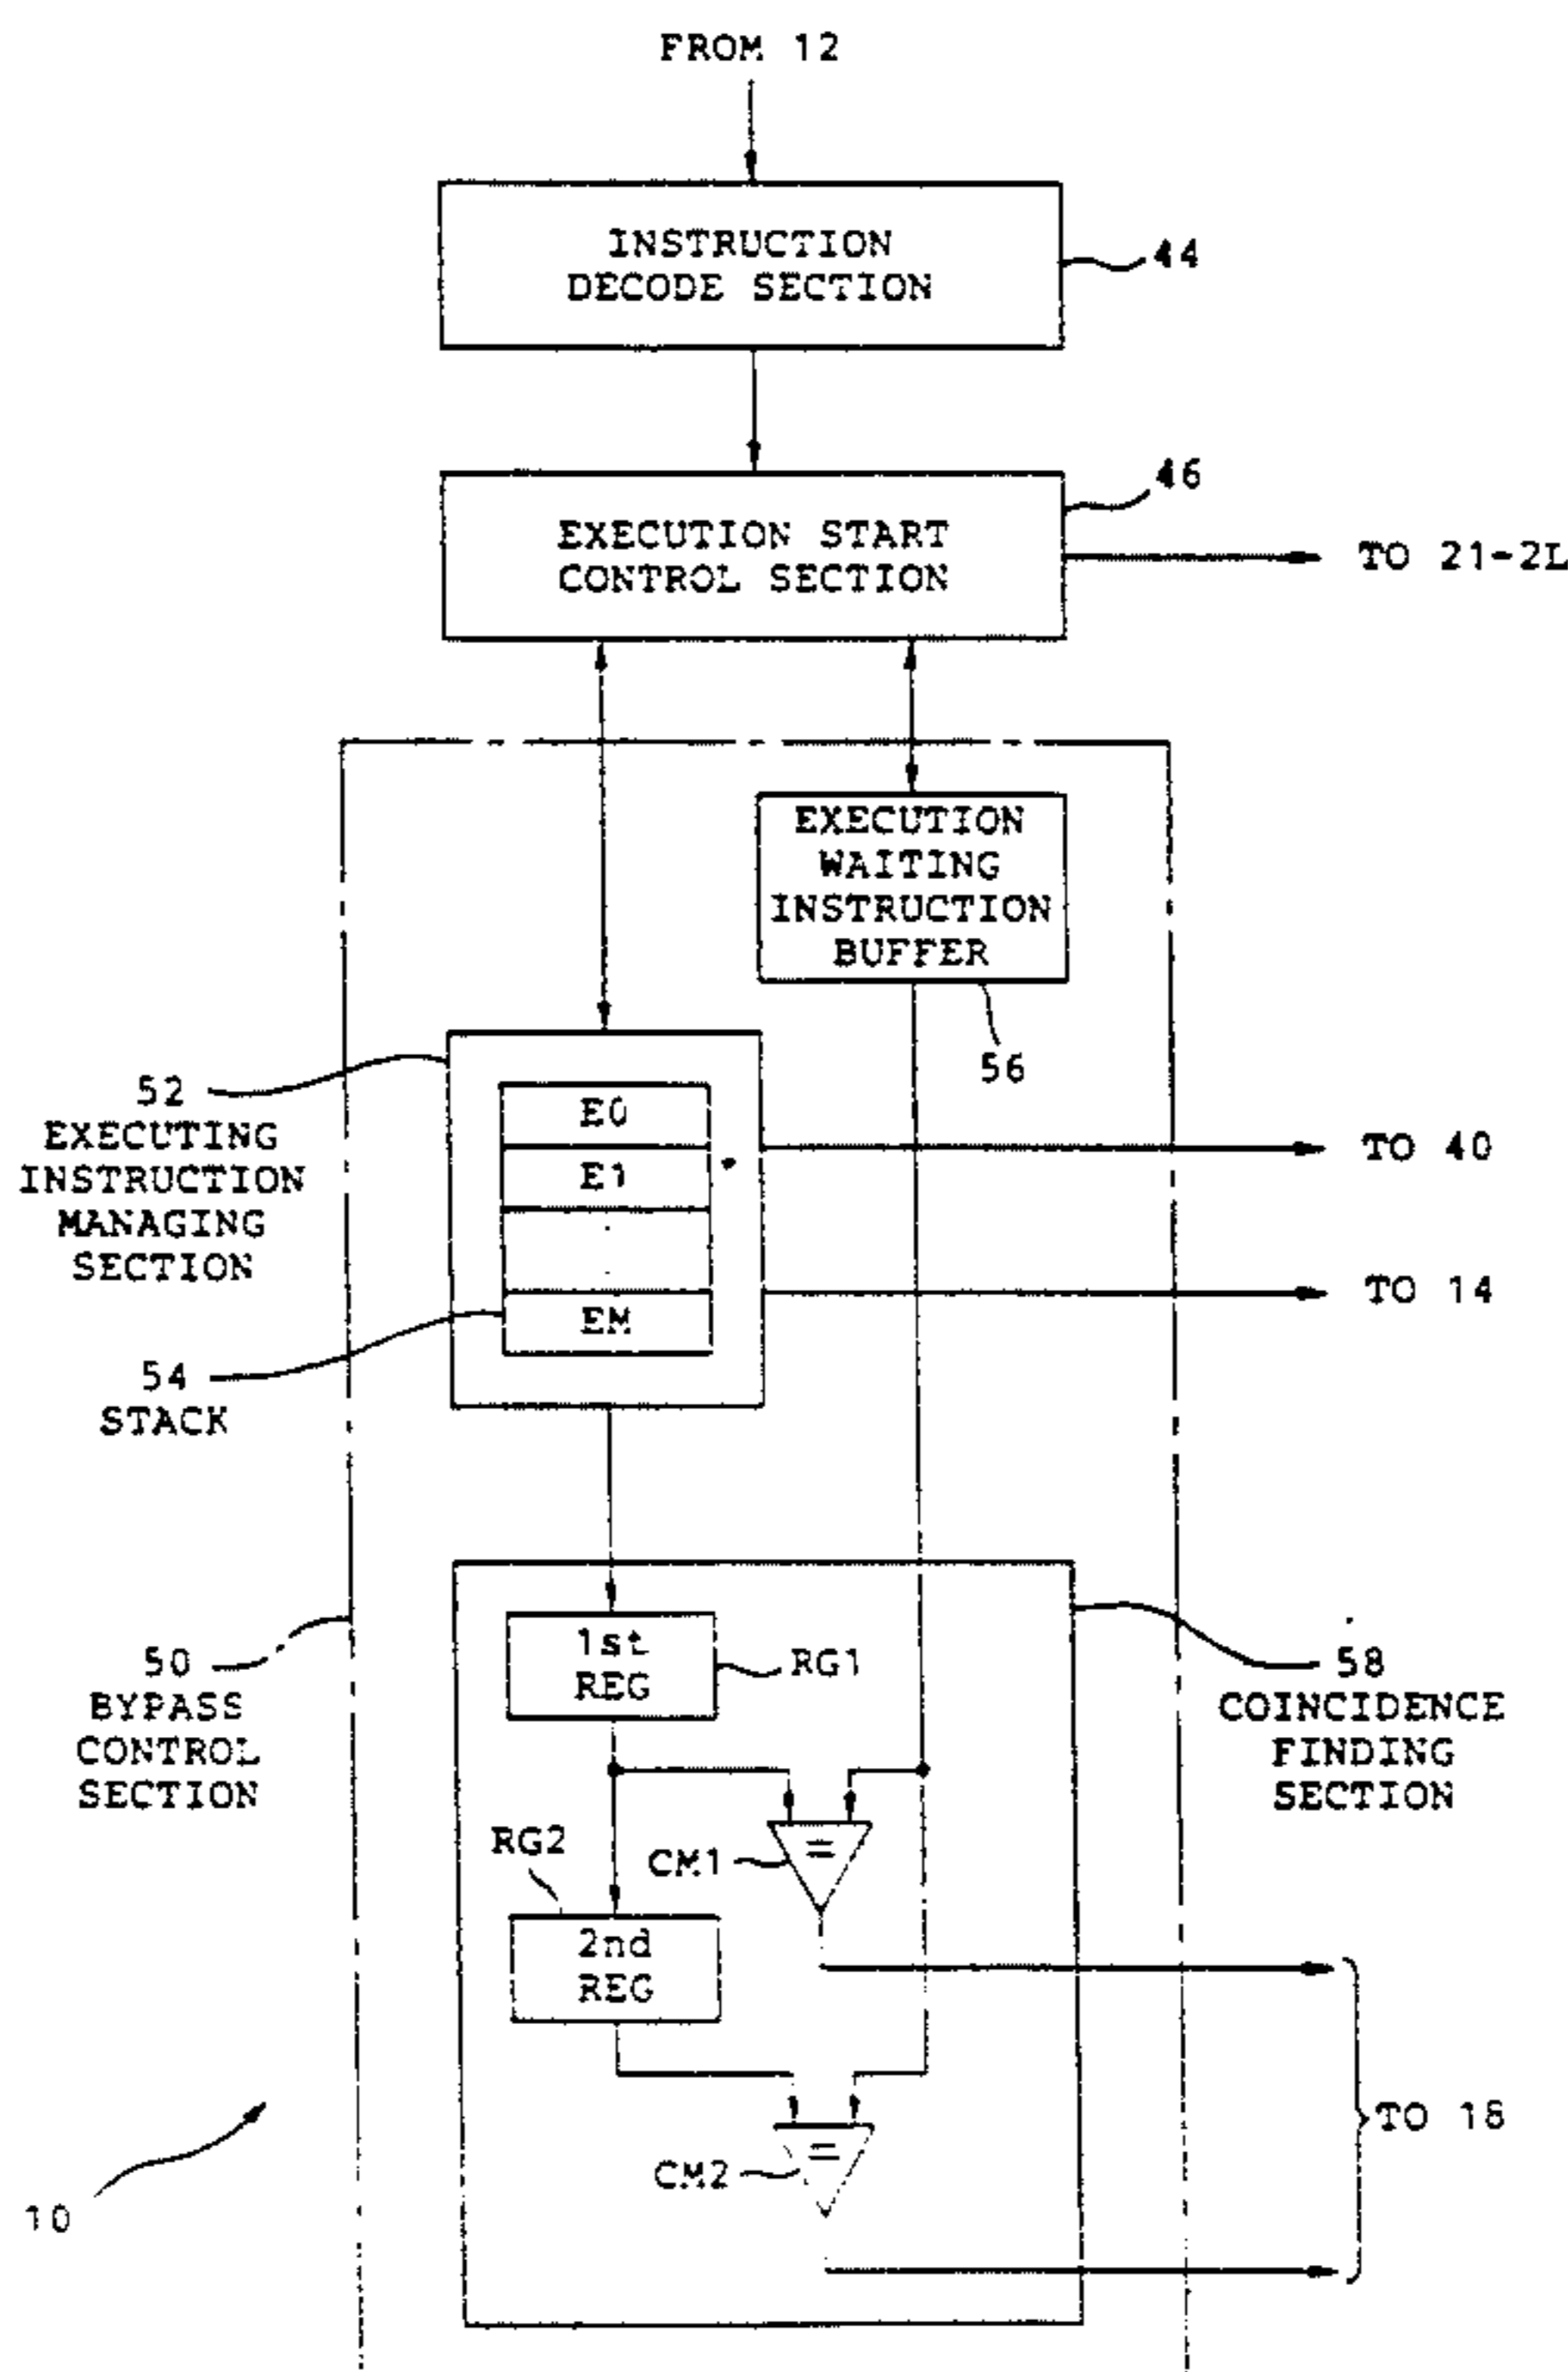 FROM 12
INSTRUCTION
DECODE SECTION
44
46
EXECUTION START
CONTROL SECTION
TO 21-2L
EXECUTION
WAITING
INSTRUCTION
BUFFER
56
52
EXECUTING
INSTRUCTION
MANAGING
SECTION
E0
E1
EM
TO 40
TO 14
54
STACK
1st
REG
RG1
50
BYPASS
CONTROL
SECTION
58
COINCIDENCE
FINDING
SECTION
RG2
CM1
=
2nd
REG
CM2
=
TO 18
10